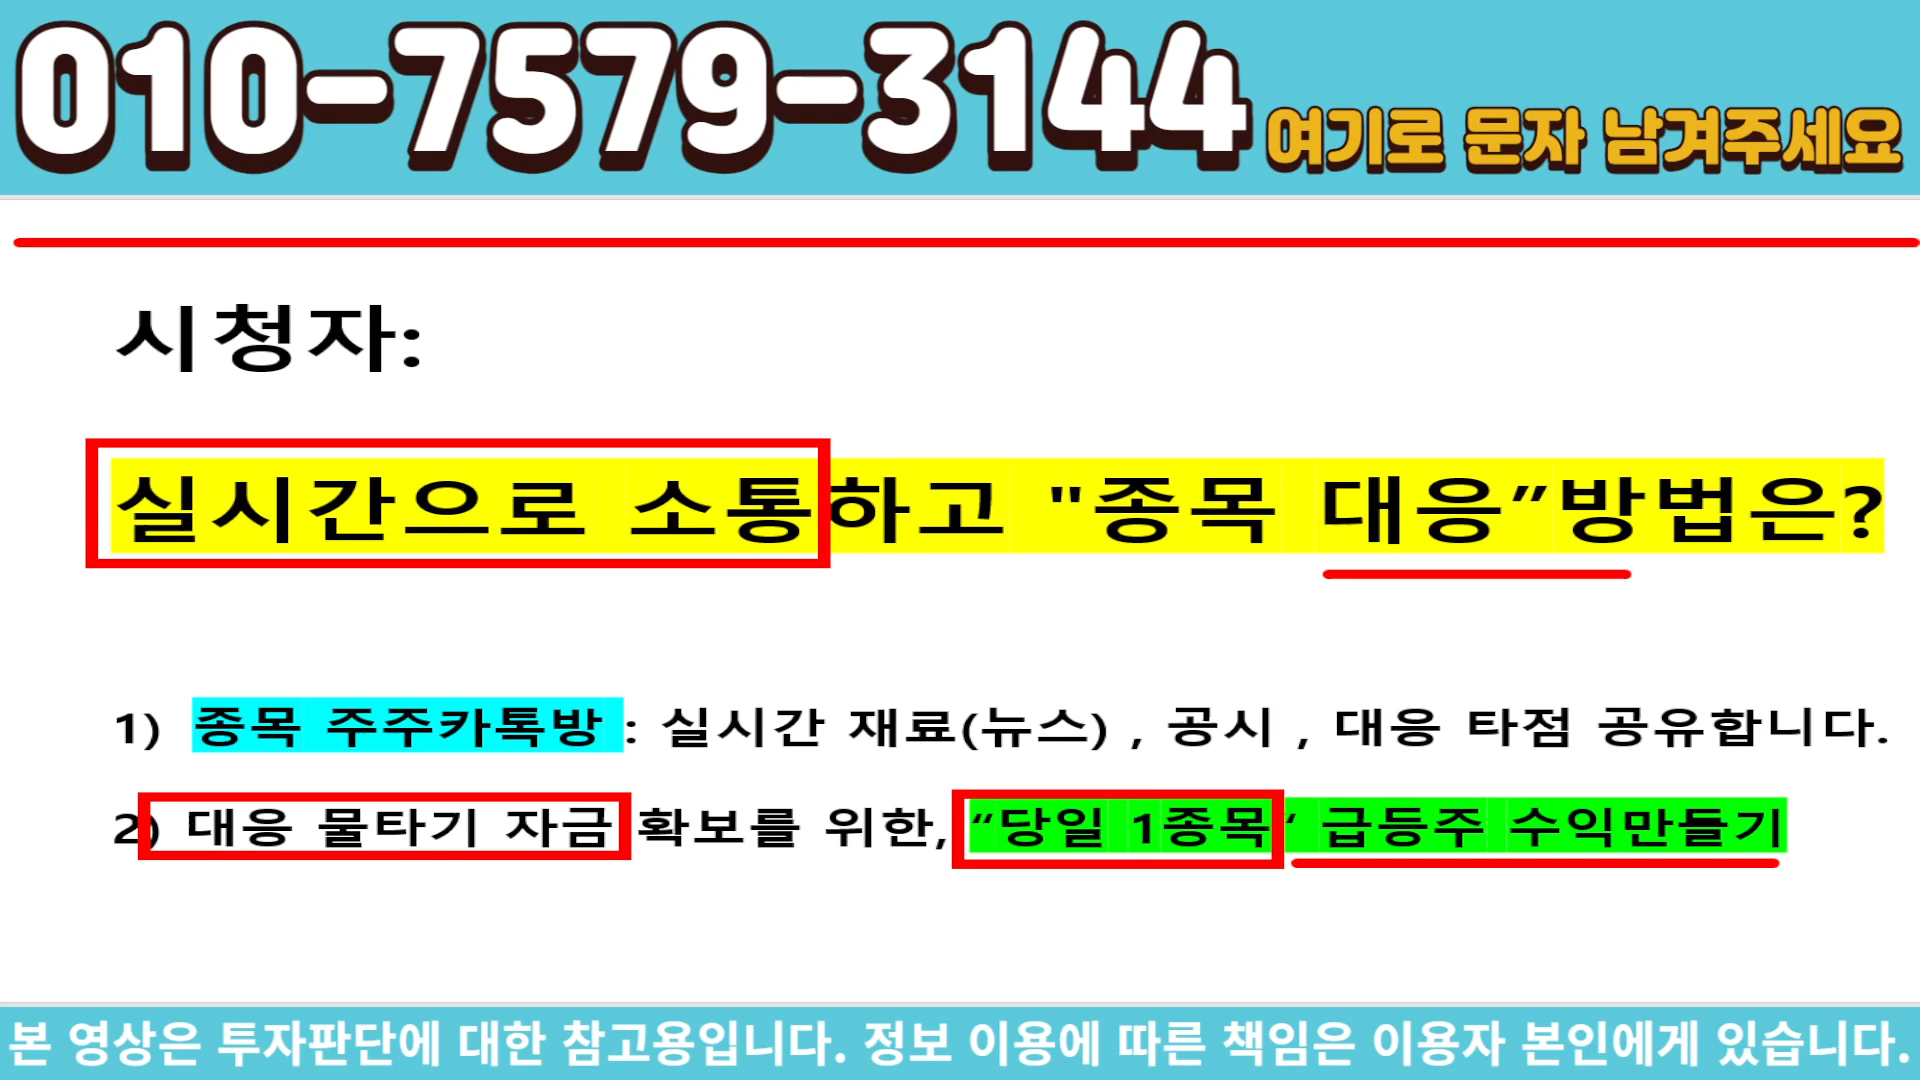 010-7579-3144 여기로 문자 남겨주세요
시청자:
실시간으로 소통하고 "종목 대응”방법은?
1) 종목 주주카톡방 : 실시간 재료(뉴스) , 공시 , 대응 타점 공유합니다.
2) 대응 물타기 자금 확보를 위한, “당일 1종목‘ 급등주 수익만들기
본 영상은 투자판단에 대한 참고용입니다. 정보 이용에 따른 책임은 이용자 본인에게 있습니다.